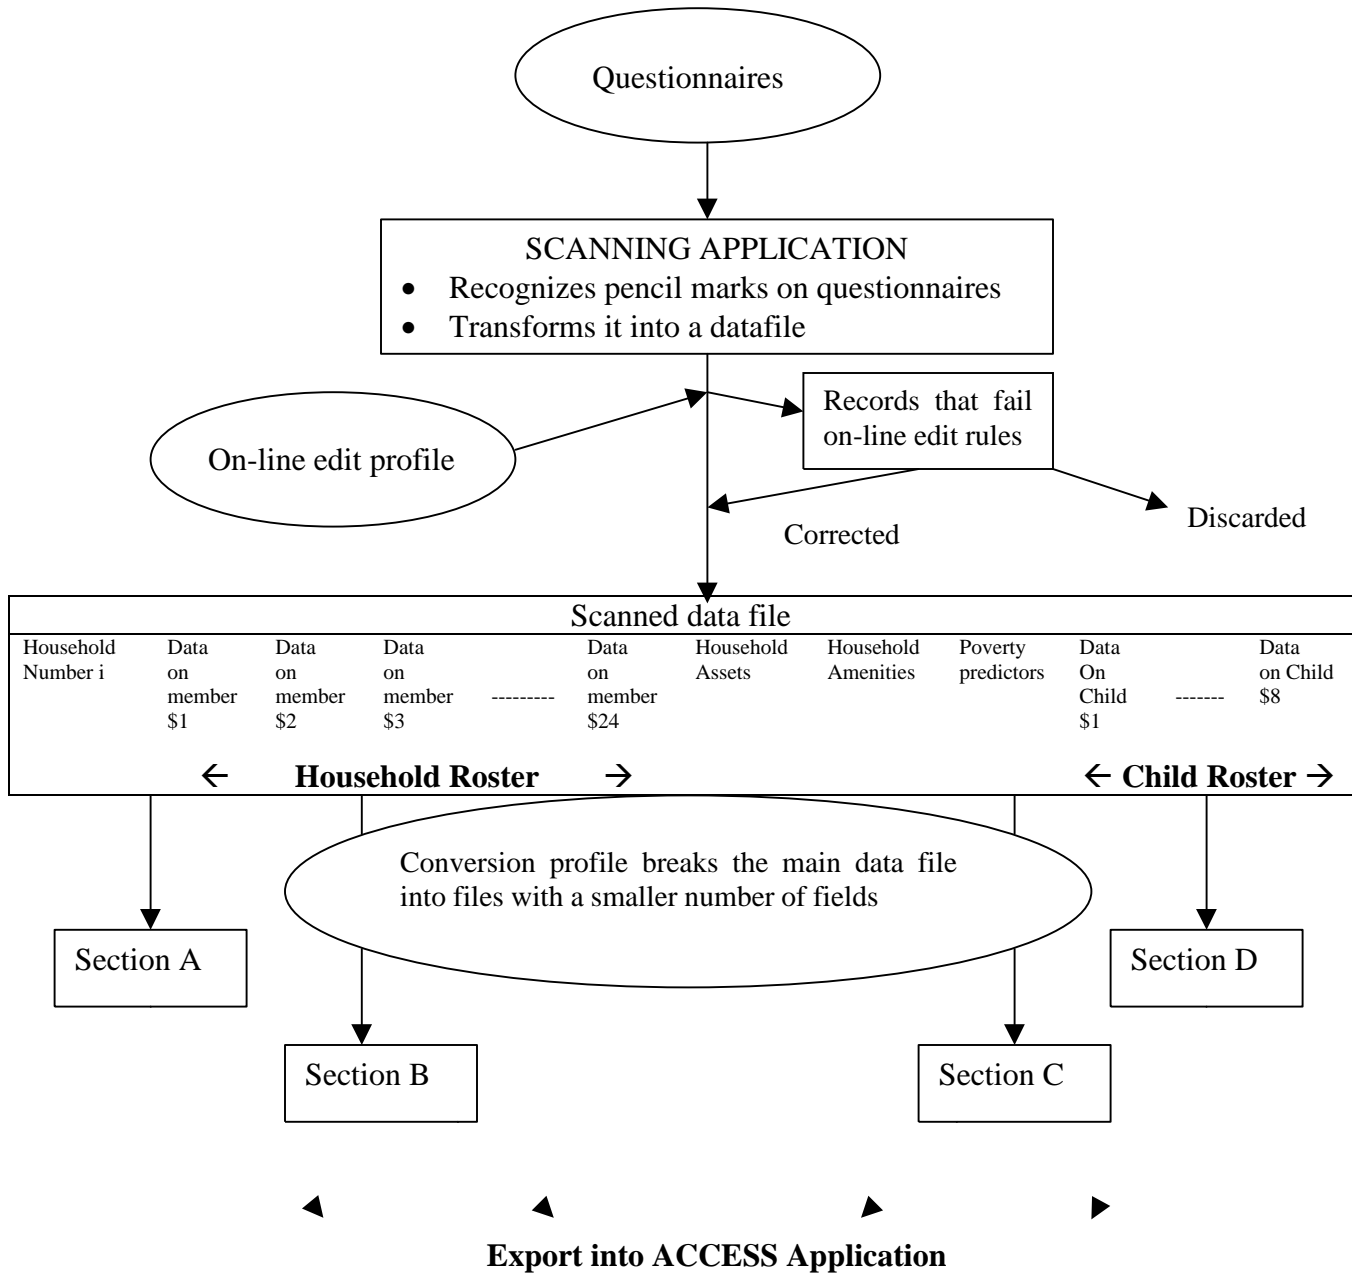 Questionnaires
SCANNING APPLICATION
• Recognizes pencil marks on questionnaires
• Transforms it into a datafile
Records that fail
on-line edit rules
On-line edit profile
Discarded
Corrected
Scanned data file
Household
Number i
Data
on
member
$1
Data
on
member
$2
Data
on
member
$3
---------
Data
on
member
$24
Household
Assets
Household
Amenities
Poverty
predictors
Data
On
Child
$1
-------
Data
on Child
$8
← Household Roster →
← Child Roster →
Conversion profile breaks the main data file
into files with a smaller number of fields
Section A
Section D
Section B
Section C
Export into ACCESS Application